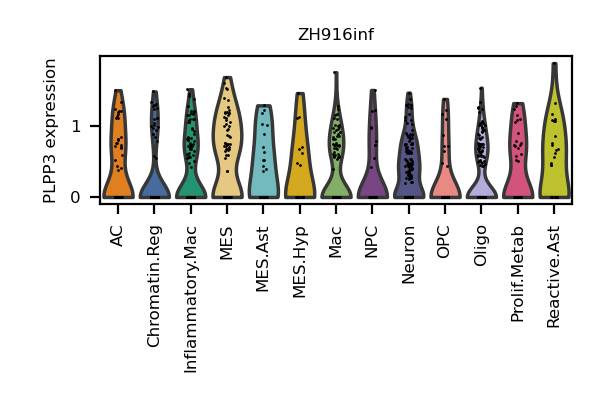 ZH916inf
PLPP3 expression
1
0
AC
Chromatin.Reg
Inflammatory.Mac
MES
MES.Ast
MES.Hyp
Mac
NPC
Neuron
OPC
Oligo
Prolif.Metab
Reactive.Ast